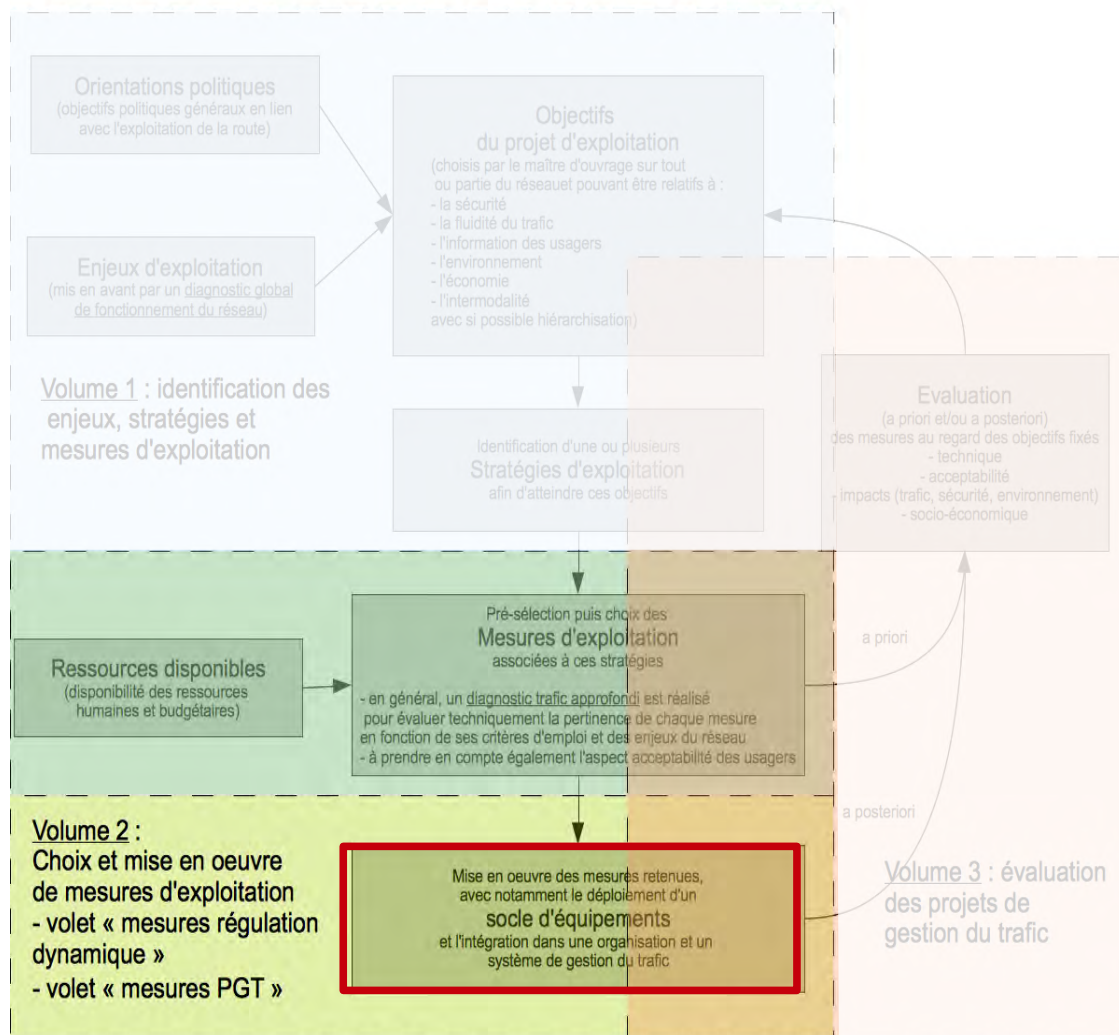 Orientations politiques
(objectifs politiques généraux en lien
avec l'exploitation de la route)
Objectifs
du projet d'exploitation
(choisis par le maître d'ouvrage sur tout
ou partie du réseauet pouvant être relatifs à :
- la sécurité
- la fluidité du trafic
- l'information des usagers
- l'environnement
- l'économie
- l'intermodalité
avec si possible hiérarchisation)
Enjeux d'exploitation
(mis en avant par un diagnostic global
de fonctionnement du réseau)
Volume 1 : identification des
enjeux, stratégies et
mesures d'exploitation
Identification d'une ou plusieurs
Stratégies d'exploitation
afin d'atteindre ces objectifs
Evaluation
(a priori et/ou a posteriori)
des mesures au regard des objectifs fixés
- technique
- acceptabilité
- impacts (trafic, sécurité, environnement)
- socio-économique
Ressources disponibles
(disponibilité des ressources
humaines et budgétaires)
Pré-sélection puis choix des
Mesures d'exploitation
associées à ces stratégies
- en général, un diagnostic trafic approfondi est réalisé
pour évaluer techniquement la pertinence de chaque mesure
en fonction de ses critères d'emploi et des enjeux du réseau
- à prendre en compte également l'aspect acceptabilité des usagers
a priori
a posteriori
Volume 2 :
Choix et mise en oeuvre
de mesures d'exploitation
- volet « mesures régulation
dynamique »
- volet « mesures PGT »
Mise en oeuvre des mesures retenues,
avec notamment le déploiement d'un
socle d'équipements
et l'intégration dans une organisation et un
système de gestion du trafic
Volume 3 : évaluation
des projets de
gestion du trafic